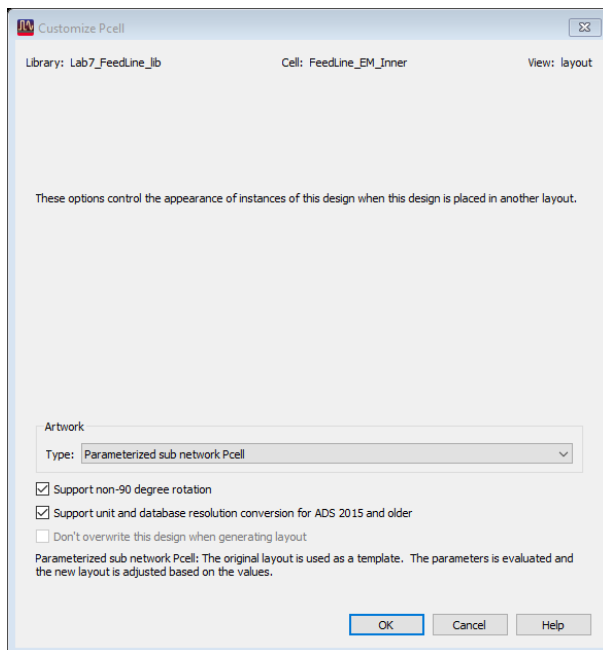 Customize Pcell
Library: Lab7_FeedLine_lib Cell: FeedLine_EM_Inner View: layout
These options control the appearance of instances of this design when this design is placed in another layout.
Artwork
Type: Parameterized sub network Pcell
Support non-90 degree rotation
Support unit and database resolution conversion for ADS 2015 and older
Don't overwrite this design when generating layout
Parameterized sub network Pcell: The original layout is used as a template. The parameters is evaluated and
the new layout is adjusted based on the values.
OK Cancel Help